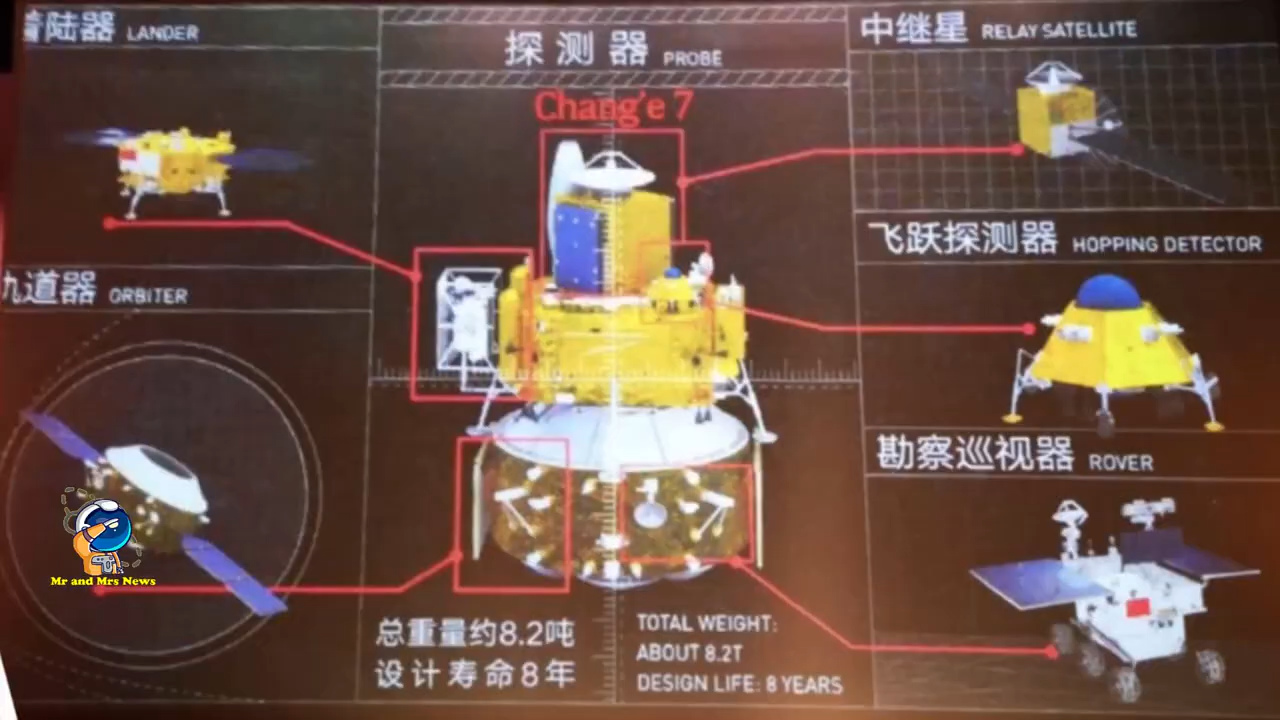 陆器 LANDER
探测器 PROBE
中继星 RELAY SATELLITE
Chang'e 7
飞跃探测器 HOPPING DETECTOR
道器 ORBITER
勘察巡视器 ROVER
Mr and Mrs News
总重量约8.2吨
设计寿命8年
TOTAL WEIGHT:
ABOUT 8.2T
DESIGN LIFE: 8 YEARS